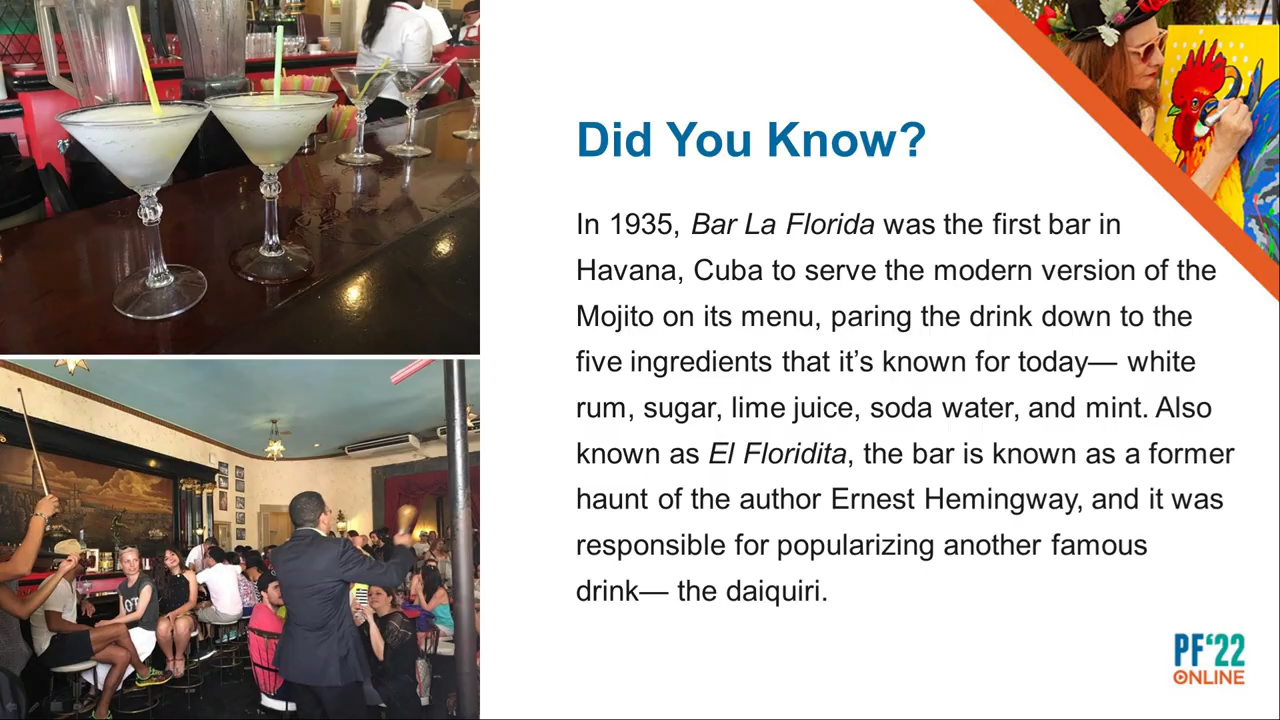 Did You Know?
In 1935, Bar La Florida was the first bar in
Havana, Cuba to serve the modern version of the
Mojito on its menu, paring the drink down to the
five ingredients that it’s known for today— white
rum, sugar, lime juice, soda water, and mint. Also
known as El Floridita, the bar is known as a former
haunt of the author Ernest Hemingway, and it was
responsible for popularizing another famous
drink— the daiquiri.
PF‘22
ONLINE